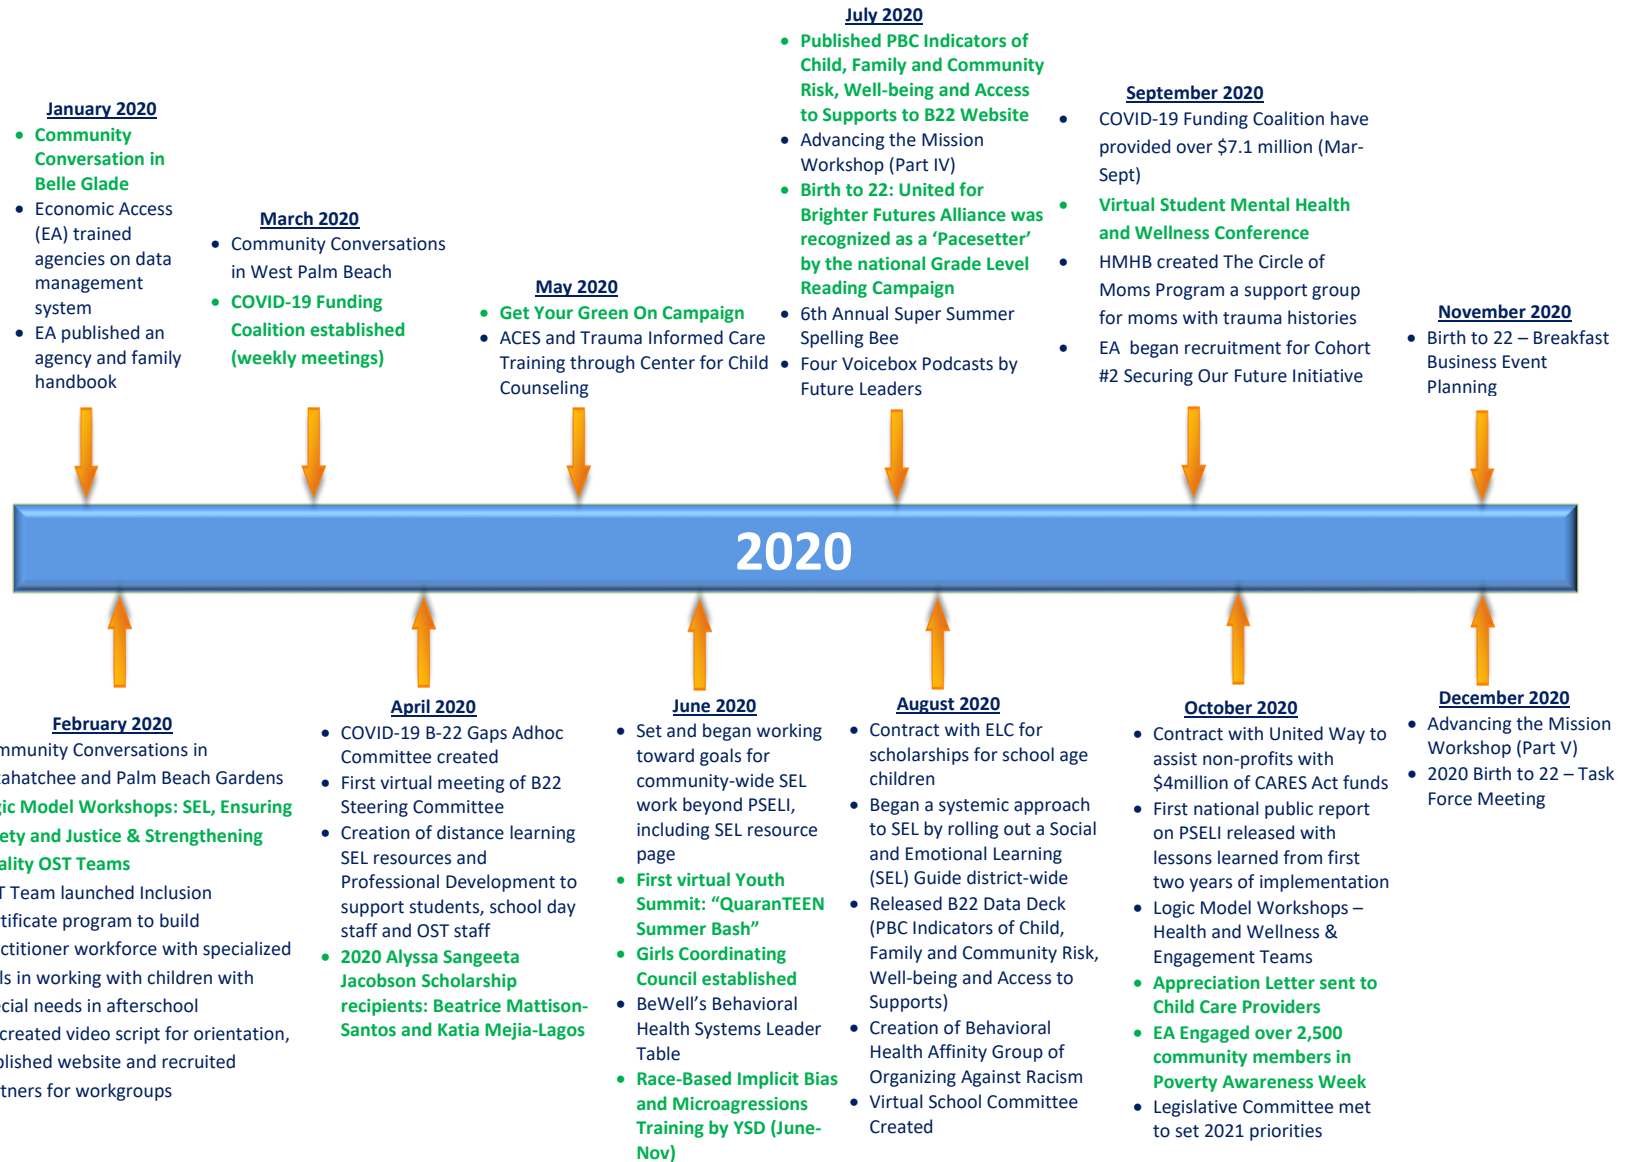 January 2020
• Community
Conversation in
Belle Glade
• Economic Access
(EA) trained
agencies on data
management
system
• EA published an
agency and family
handbook
March 2020
• Community Conversations
in West Palm Beach
• COVID-19 Funding
Coalition established
(weekly meetings)
May 2020
• Get Your Green On Campaign
• ACES and Trauma Informed Care
Training through Center for Child
Counseling
July 2020
• Published PBC Indicators of
Child, Family and Community
Risk, Well-being and Access
to Supports to B22 Website
• Advancing the Mission
Workshop (Part IV)
• Birth to 22: United for
Brighter Futures Alliance was
recognized as a ‘Pacesetter’
by the national Grade Level
Reading Campaign
• 6th Annual Super Summer
Spelling Bee
• Four Voicebox Podcasts by
Future Leaders
September 2020
• COVID-19 Funding Coalition have
provided over $7.1 million (Mar-
Sept)
• Virtual Student Mental Health
and Wellness Conference
• HMHB created The Circle of
Moms Program a support group
for moms with trauma histories
• EA began recruitment for Cohort
#2 Securing Our Future Initiative
November 2020
• Birth to 22 – Breakfast
Business Event
Planning
2020
February 2020
mmunity Conversations in
ahatchee and Palm Beach Gardens
gic Model Workshops: SEL, Ensuring
ety and Justice & Strengthening
ality OST Teams
T Team launched Inclusion
rtificate program to build
ctitioner workforce with specialized
ls in working with children with
ecial needs in afterschool
created video script for orientation,
blished website and recruited
rtners for workgroups
April 2020
• COVID-19 B-22 Gaps Adhoc
Committee created
• First virtual meeting of B22
Steering Committee
• Creation of distance learning
SEL resources and
Professional Development to
support students, school day
staff and OST staff
• 2020 Alyssa Sangeeta
Jacobson Scholarship
recipients: Beatrice Mattison-
Santos and Katia Mejia-Lagos
June 2020
• Set and began working
toward goals for
community-wide SEL
work beyond PSELI,
including SEL resource
page
• First virtual Youth
Summit: “QuaranTEEN
Summer Bash”
• Girls Coordinating
Council established
• BeWell’s Behavioral
Health Systems Leader
Table
• Race-Based Implicit Bias
and Microagressions
Training by YSD (June-
Nov)
August 2020
• Contract with ELC for
scholarships for school age
children
• Began a systemic approach
to SEL by rolling out a Social
and Emotional Learning
(SEL) Guide district-wide
• Released B22 Data Deck
(PBC Indicators of Child,
Family and Community Risk,
Well-being and Access to
Supports)
• Creation of Behavioral
Health Affinity Group of
Organizing Against Racism
• Virtual School Committee
Created
October 2020
• Contract with United Way to
assist non-profits with
$4million of CARES Act funds
• First national public report
on PSELI released with
lessons learned from first
two years of implementation
• Logic Model Workshops –
Health and Wellness &
Engagement Teams
• Appreciation Letter sent to
Child Care Providers
• EA Engaged over 2,500
community members in
Poverty Awareness Week
• Legislative Committee met
to set 2021 priorities
December 2020
• Advancing the Mission
Workshop (Part V)
• 2020 Birth to 22 – Task
Force Meeting